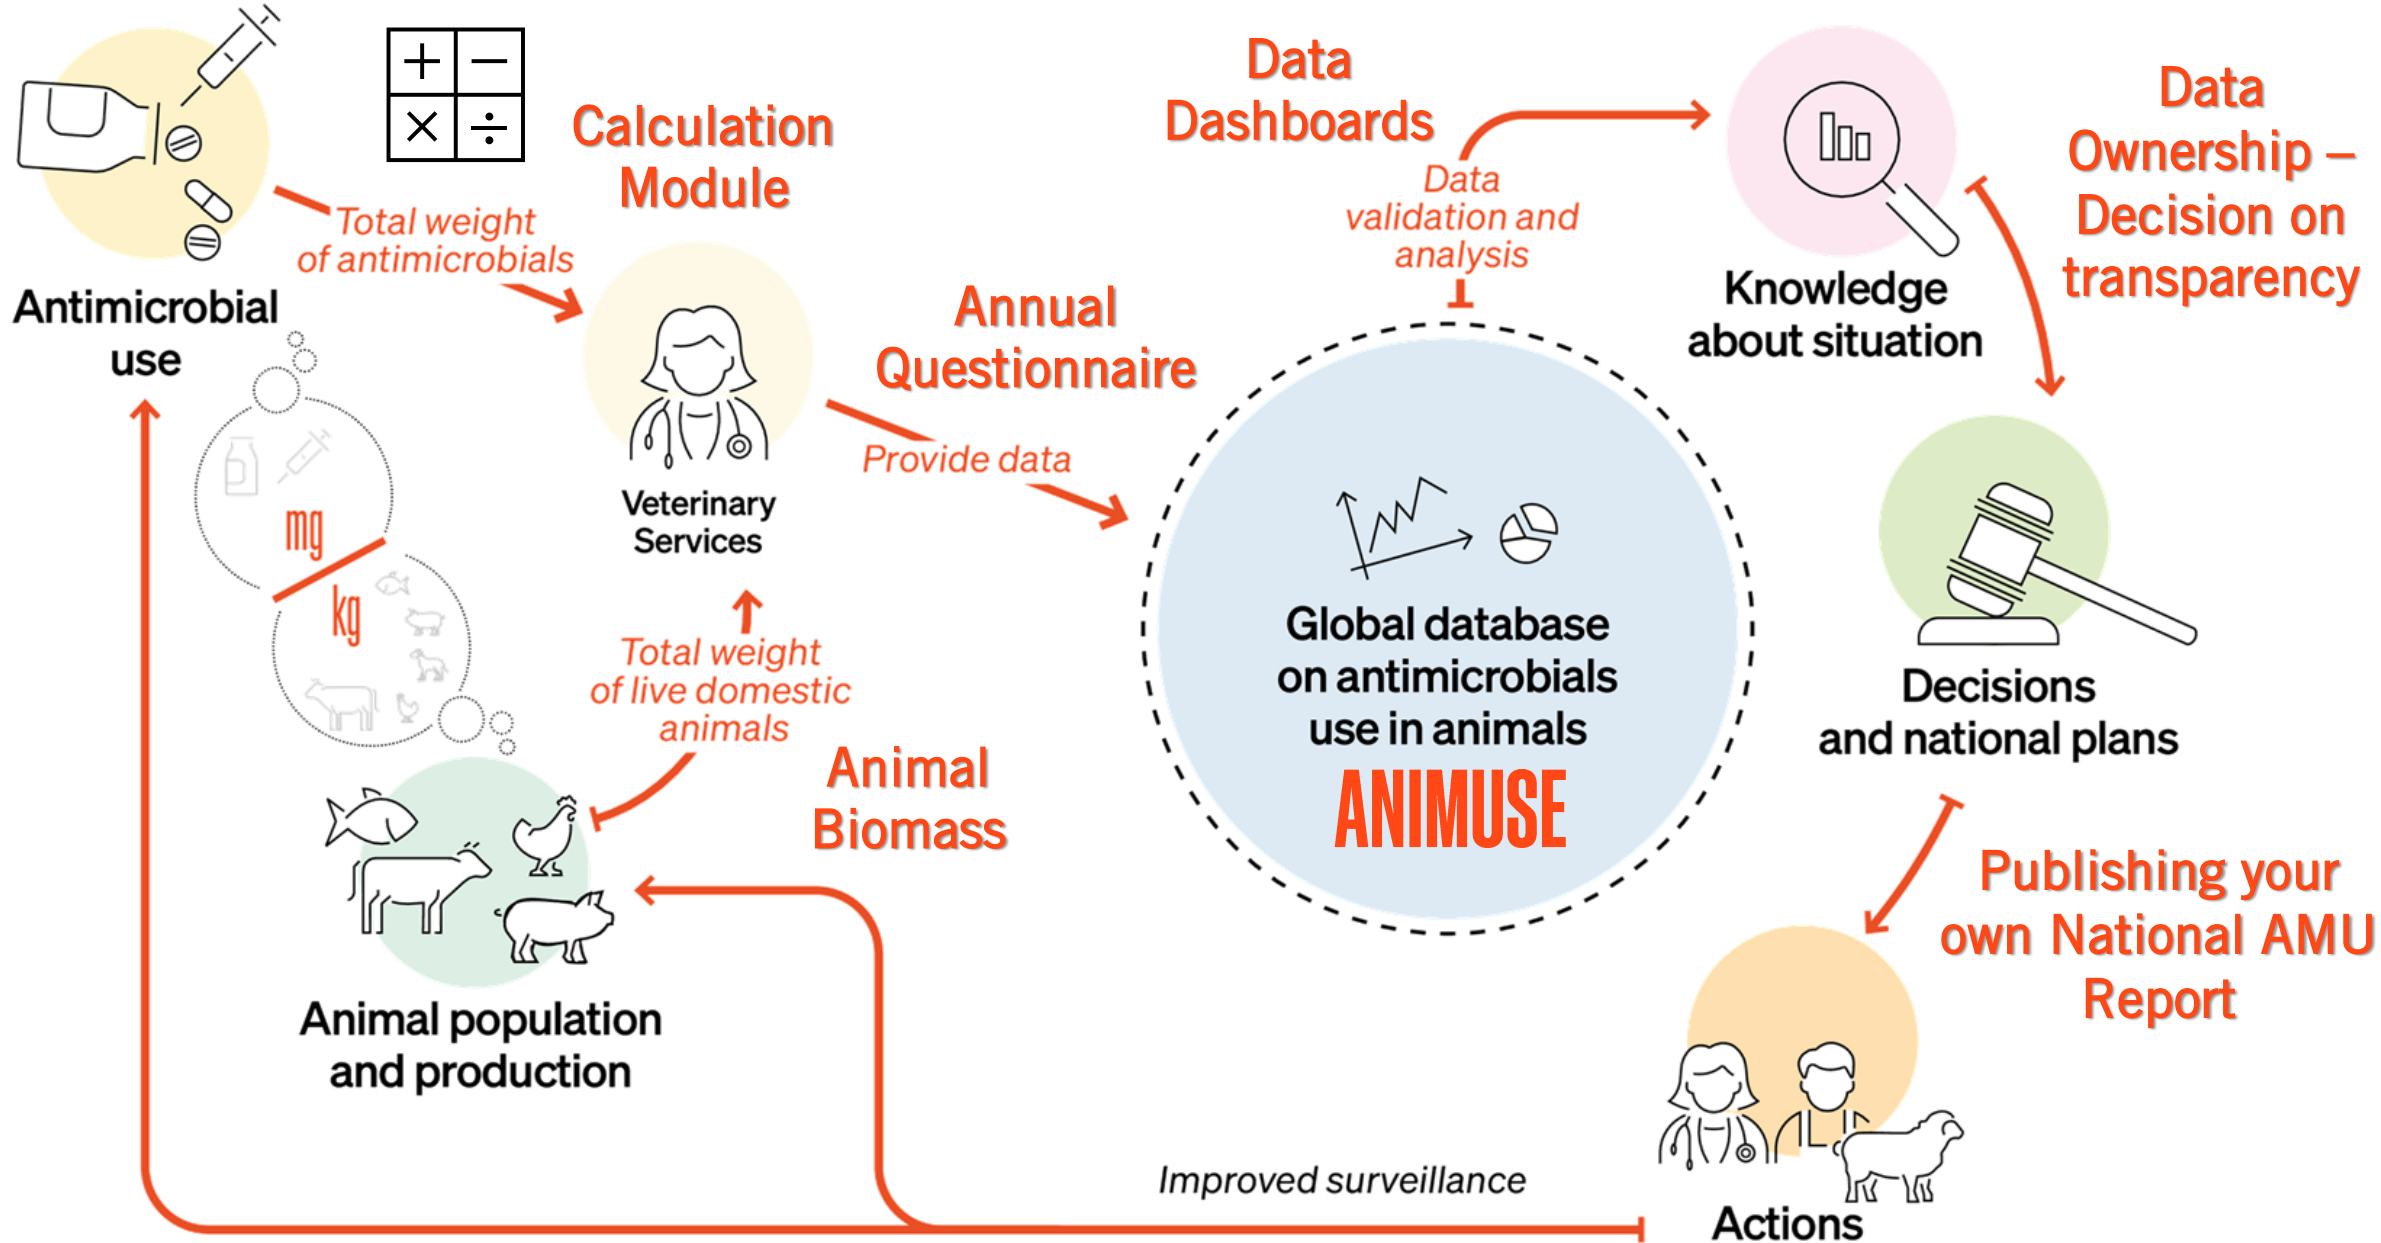 Antimicrobial
use
+
−
×
÷
Calculation
Module
Total weight
of antimicrobials
mg
kg
Veterinary
Services
Total weight
of live domestic
animals
Animal
Biomass
Animal population
and production
Annual
Questionnaire
Provide data
Data
Dashboards
Data
validation and
analysis
Global database
on antimicrobials
use in animals
ANIMUSE
Knowledge
about situation
Data
Ownership –
Decision on
transparency
Decisions
and national plans
Publishing your
own National AMU
Report
Actions
Improved surveillance